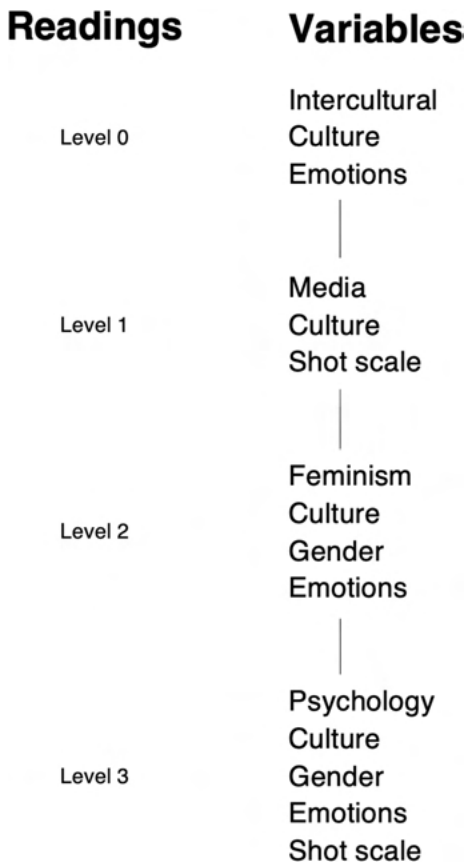 Readings Variables
Intercultural
Level 0 Culture
Emotions
Media
Level 1 Culture
Shot scale
Feminism
Culture
Level 2
Gender
Emotions
Psychology
Culture
Level 3 Gender
Emotions
Shot scale